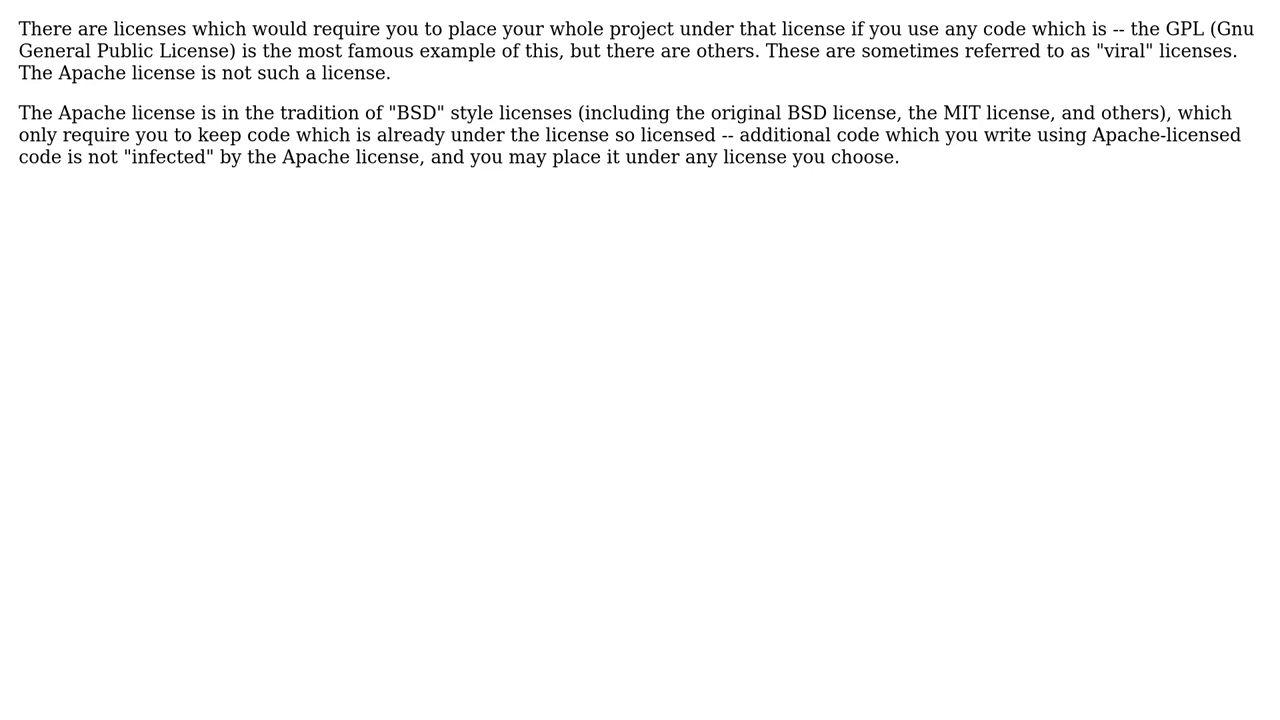 There are licenses which would require you to place your whole project under that license if you use any code which is -- the GPL (Gnu
General Public License) is the most famous example of this, but there are others. These are sometimes referred to as "viral" licenses.
The Apache license is not such a license.
The Apache license is in the tradition of "BSD" style licenses (including the original BSD license, the MIT license, and others), which
only require you to keep code which is already under the license so licensed -- additional code which you write using Apache-licensed
code is not "infected" by the Apache license, and you may place it under any license you choose.